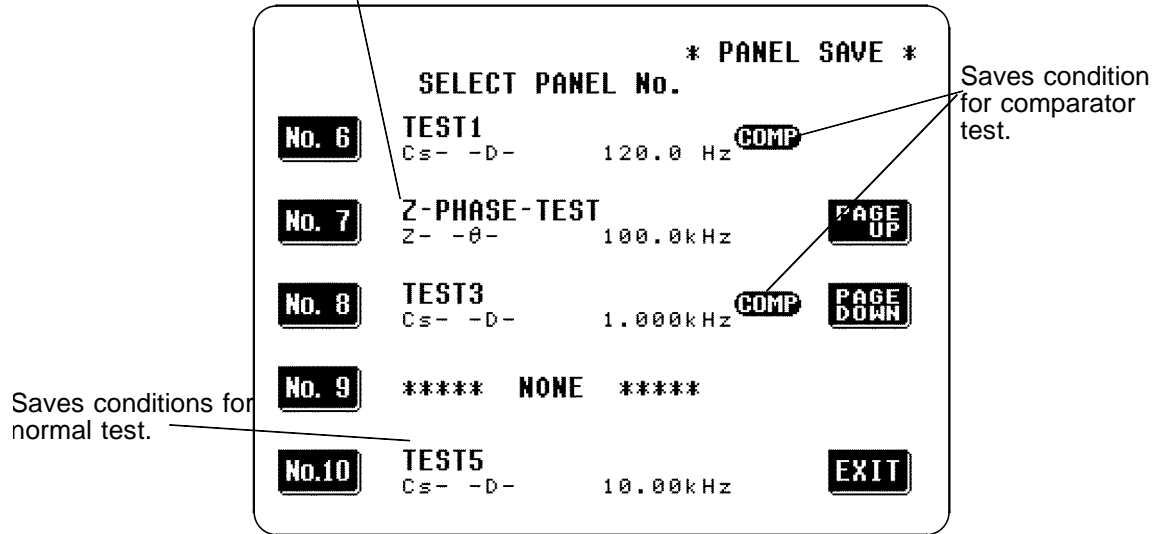 * PANEL SAVE *
SELECT PANEL No.
No. 6 TEST1 COMP
Cs- -D- 120.0 Hz
No. 7 Z-PHASE-TEST PAGE UP
Z- -θ- 100.0kHz
No. 8 TEST3 COMP PAGE DOWN
Cs- -D- 1.000kHz
No. 9 ***** NONE *****
No.10 TEST5 EXIT
Cs- -D- 10.00kHz
Saves condition
for comparator
test.
Saves conditions for
normal test.